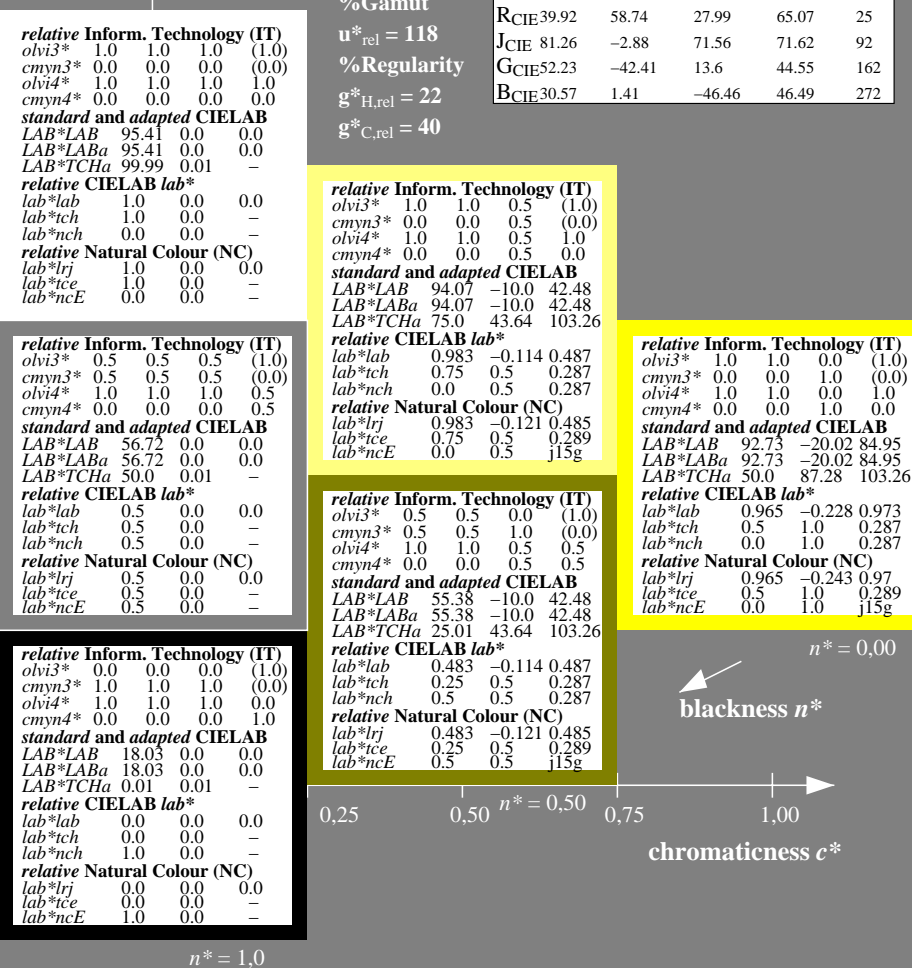 %Gamut
u*rel = 118
%Regularity
g*H,rel = 22
g*C,rel = 40
RCIE 39.92 58.74 27.99 65.07 25
JCIE 81.26 −2.88 71.56 71.62 92
GCIE 52.23 −42.41 13.6 44.55 162
BCIE 30.57 1.41 −46.46 46.49 272
relative Inform. Technology (IT)
olvi3* 1.0 1.0 1.0 (1.0)
cmyn3* 0.0 0.0 0.0 (0.0)
olvi4* 1.0 1.0 1.0 1.0
cmyn4* 0.0 0.0 0.0 0.0
standard and adapted CIELAB
LAB*LAB 95.41 0.0 0.0
LAB*LABa 95.41 0.0 0.0
LAB*TCHa 99.99 0.01 –
relative CIELAB lab*
lab*lab 1.0 0.0 0.0
lab*tch 1.0 0.0 –
lab*nch 0.0 0.0 –
relative Natural Colour (NC)
lab*lrj 1.0 0.0 0.0
lab*tce 1.0 0.0 –
lab*ncE 0.0 0.0 –
relative Inform. Technology (IT)
olvi3* 1.0 1.0 0.5 (1.0)
cmyn3* 0.0 0.0 0.5 (0.0)
olvi4* 1.0 1.0 0.5 1.0
cmyn4* 0.0 0.0 0.5 0.0
standard and adapted CIELAB
LAB*LAB 94.07 −10.0 42.48
LAB*LABa 94.07 −10.0 42.48
LAB*TCHa 75.0 43.64 103.26
relative CIELAB lab*
lab*lab 0.983 −0.114 0.487
lab*tch 0.75 0.5 0.287
lab*nch 0.0 0.5 0.287
relative Natural Colour (NC)
lab*lrj 0.983 −0.121 0.485
lab*tce 0.75 0.5 0.289
lab*ncE 0.0 0.5 j15g
relative Inform. Technology (IT)
olvi3* 0.5 0.5 0.5 (1.0)
cmyn3* 0.5 0.5 0.5 (0.0)
olvi4* 1.0 1.0 1.0 0.5
cmyn4* 0.0 0.0 0.0 0.5
standard and adapted CIELAB
LAB*LAB 56.72 0.0 0.0
LAB*LABa 56.72 0.0 0.0
LAB*TCHa 50.0 0.01 –
relative CIELAB lab*
lab*lab 0.5 0.0 0.0
lab*tch 0.5 0.0 –
lab*nch 0.5 0.0 –
relative Natural Colour (NC)
lab*lrj 0.5 0.0 0.0
lab*tce 0.5 0.0 –
lab*ncE 0.5 0.0 –
relative Inform. Technology (IT)
olvi3* 1.0 1.0 0.0 (1.0)
cmyn3* 0.0 0.0 1.0 (0.0)
olvi4* 1.0 1.0 0.0 1.0
cmyn4* 0.0 0.0 1.0 0.0
standard and adapted CIELAB
LAB*LAB 92.73 −20.02 84.95
LAB*LABa 92.73 −20.02 84.95
LAB*TCHa 50.0 87.28 103.26
relative CIELAB lab*
lab*lab 0.965 −0.228 0.973
lab*tch 0.5 1.0 0.287
lab*nch 0.0 1.0 0.287
relative Natural Colour (NC)
lab*lrj 0.965 −0.243 0.97
lab*tce 0.5 1.0 0.289
lab*ncE 0.0 1.0 j15g
relative Inform. Technology (IT)
olvi3* 0.5 0.5 0.0 (1.0)
cmyn3* 0.5 0.5 1.0 (0.0)
olvi4* 1.0 1.0 0.5 0.5
cmyn4* 0.0 0.0 0.5 0.5
standard and adapted CIELAB
LAB*LAB 55.38 −10.0 42.48
LAB*LABa 55.38 −10.0 42.48
LAB*TCHa 25.01 43.64 103.26
relative CIELAB lab*
lab*lab 0.483 −0.114 0.487
lab*tch 0.25 0.5 0.287
lab*nch 0.5 0.5 0.287
relative Natural Colour (NC)
lab*lrj 0.483 −0.121 0.485
lab*tce 0.25 0.5 0.289
lab*ncE 0.5 0.5 j15g
relative Inform. Technology (IT)
olvi3* 0.0 0.0 0.0 (1.0)
cmyn3* 1.0 1.0 1.0 (0.0)
olvi4* 1.0 1.0 1.0 0.0
cmyn4* 0.0 0.0 0.0 1.0
standard and adapted CIELAB
LAB*LAB 18.03 0.0 0.0
LAB*LABa 18.03 0.0 0.0
LAB*TCHa 0.01 0.01 –
relative CIELAB lab*
lab*lab 0.0 0.0 0.0
lab*tch 0.0 0.0 –
lab*nch 1.0 0.0 –
relative Natural Colour (NC)
lab*lrj 0.0 0.0 0.0
lab*tce 0.0 0.0 –
lab*ncE 1.0 0.0 –
n* = 0,00
blackness n*
n* = 0,50
0,25 0,50 0,75 1,00
chromaticness c*
n* = 1,0